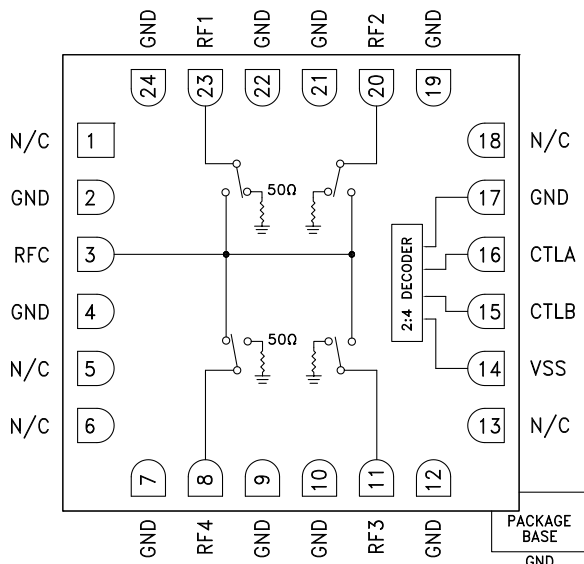 GND RF1 GND GND RF2 GND
24 23 22 21 20 19
N/C 1
GND 2
RFC 3
GND 4
N/C 5
N/C 6
50Ω
50Ω
2:4 DECODER
18 N/C
17 GND
16 CTLA
15 CTLB
14 VSS
13 N/C
7 8 9 10 11 12
GND RF4 GND GND RF3 GND
PACKAGE
BASE
GND